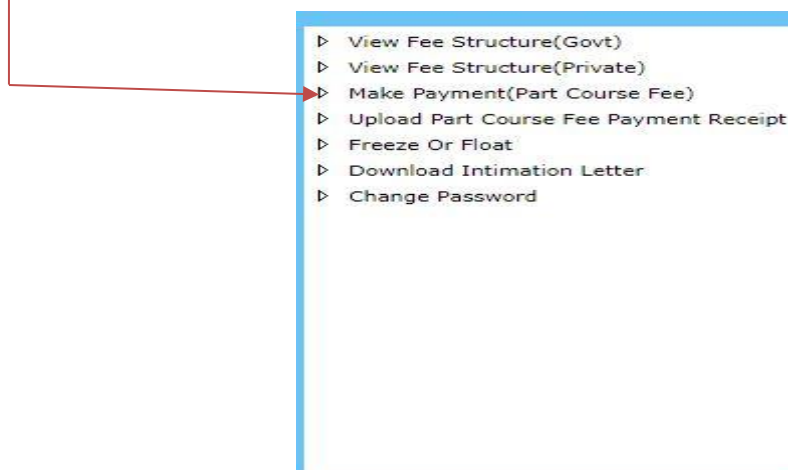 View Fee Structure(Govt)
View Fee Structure(Private)
Make Payment(Part Course Fee)
Upload Part Course Fee Payment Receipt
Freeze Or Float
Download Intimation Letter
Change Password